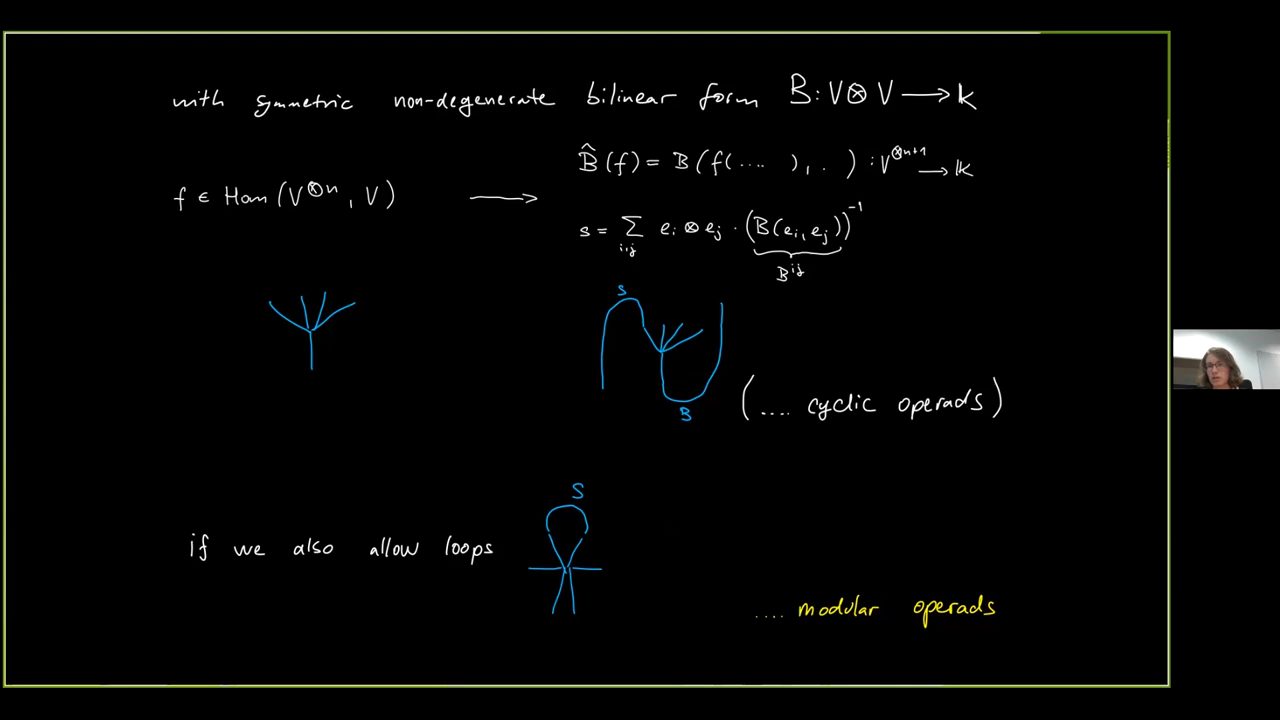 with symmetric non-degenerate bilinear form B : V ⊗ V ⟶ 𝕜
B̂(f) = B(f(....), .) : V^{⊗n+1} ⟶ 𝕜
f ∈ Hom(V^{⊗n}, V) ⟶
s = ∑_{i,j} e_i ⊗ e_j · (B(e_i, e_j))^{-1}
B^{ij}
s
B
(.... cyclic operads)
s
if we also allow loops
.... modular operads